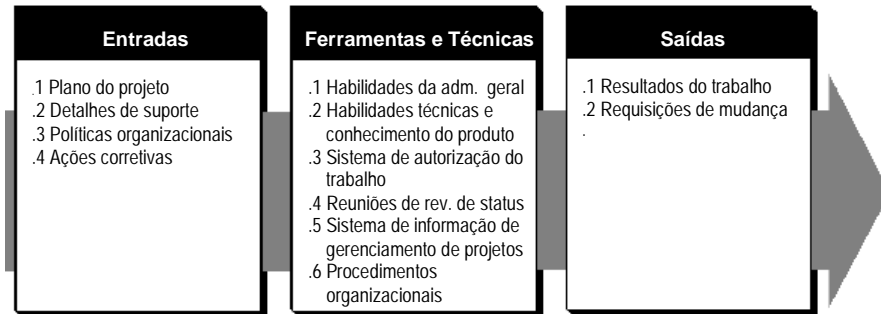 Entradas
.1 Plano do projeto
.2 Detalhes de suporte
.3 Políticas organizacionais
.4 Ações corretivas
Ferramentas e Técnicas
.1 Habilidades da adm. geral
.2 Habilidades técnicas e
conhecimento do produto
.3 Sistema de autorização do
trabalho
.4 Reuniões de rev. de status
.5 Sistema de informação de
gerenciamento de projetos
.6 Procedimentos
organizacionais
Saídas
.1 Resultados do trabalho
.2 Requisições de mudança
.